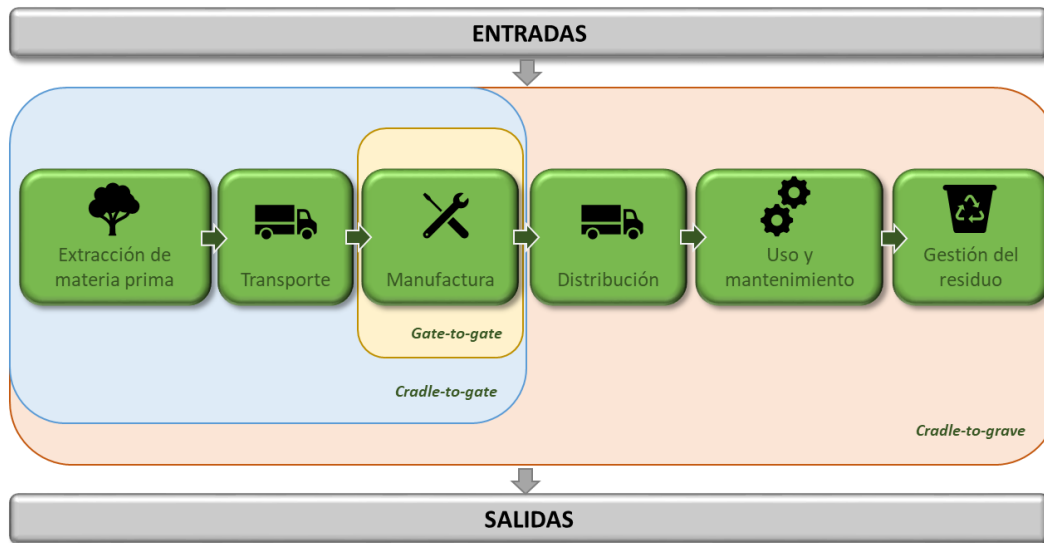 ENTRADAS
Extracción de
materia prima
Transporte
Manufactura
Distribución
Uso y
mantenimiento
Gestión del
residuo
Gate-to-gate
Cradle-to-gate
Cradle-to-grave
SALIDAS